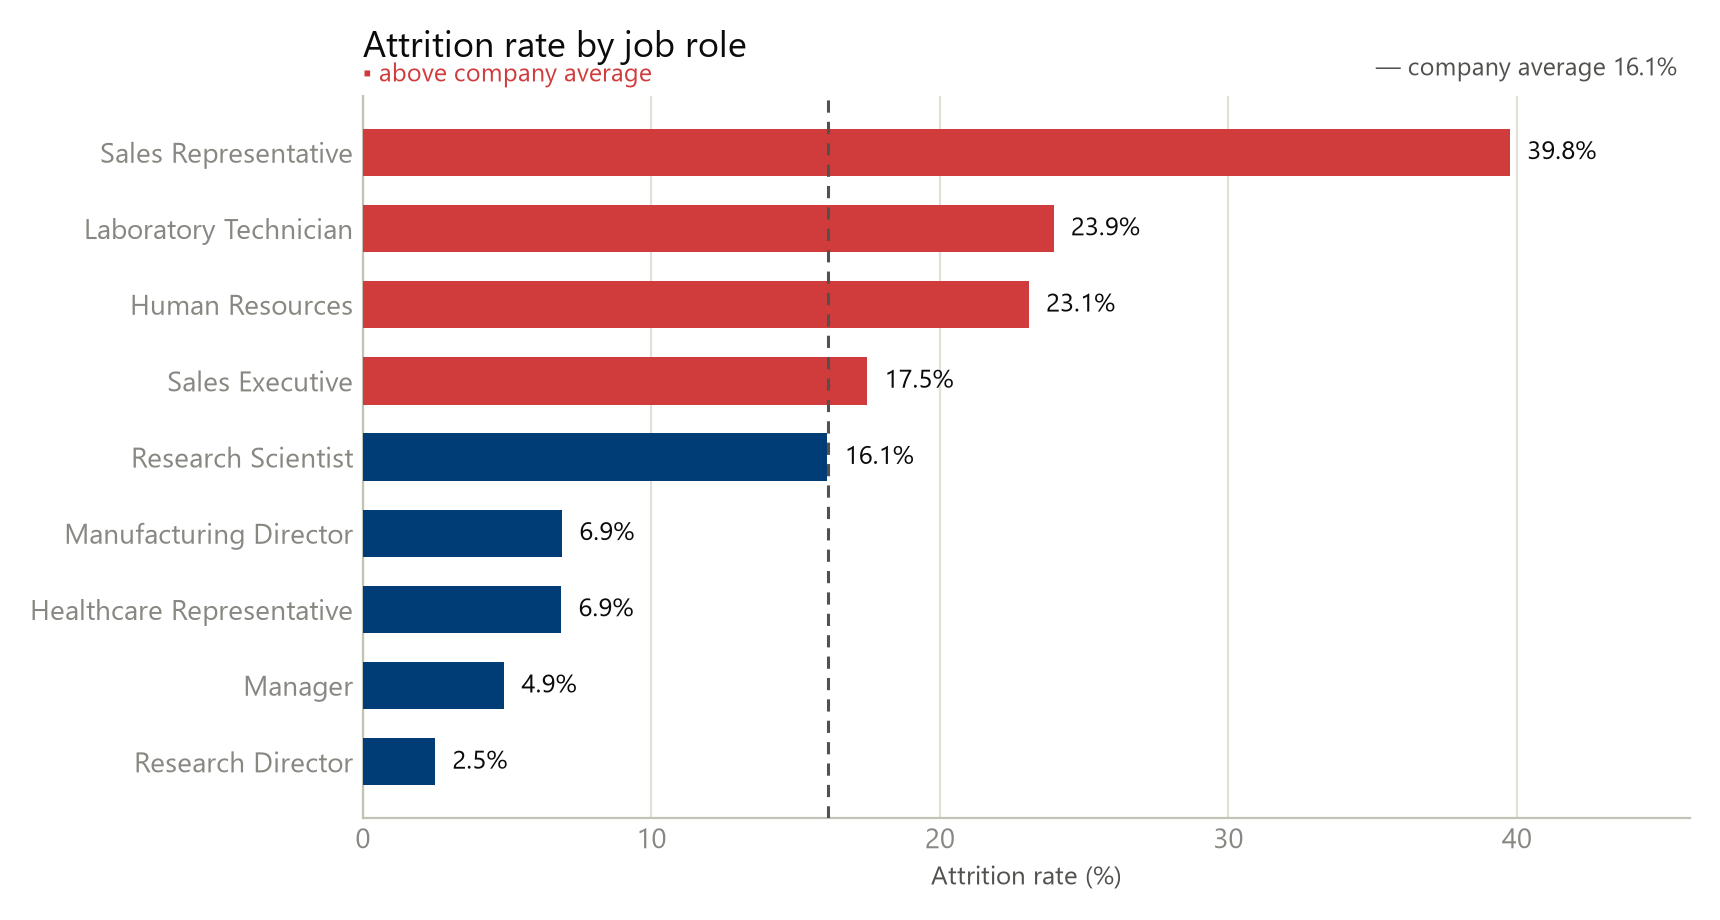 Attrition rate by job role
▪ above company average
— company average 16.1%
Sales Representative 39.8%
Laboratory Technician 23.9%
Human Resources 23.1%
Sales Executive 17.5%
Research Scientist 16.1%
Manufacturing Director 6.9%
Healthcare Representative 6.9%
Manager 4.9%
Research Director 2.5%
0 10 20 30 40
Attrition rate (%)